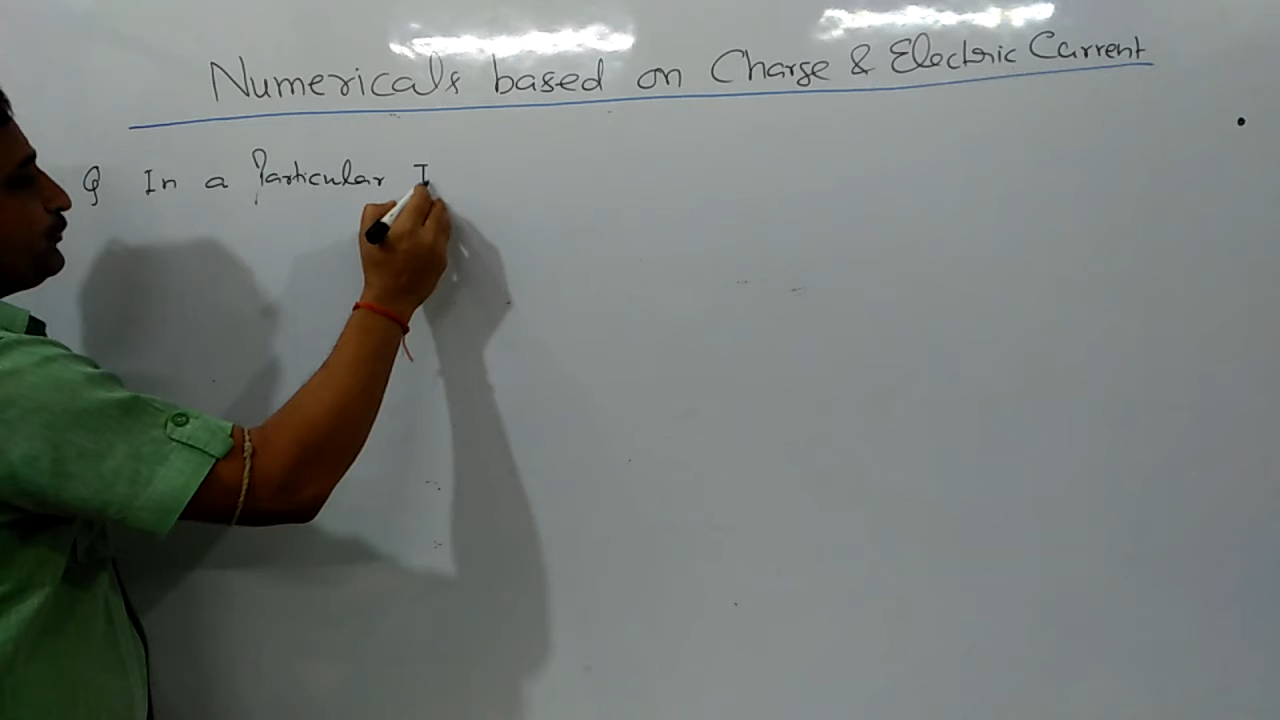 Numericals based on Charge & Electric Current
Q In a Particular I